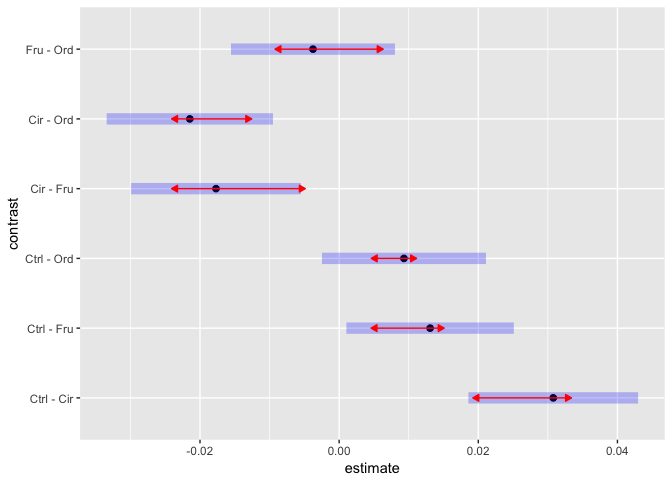 Fru - Ord
Cir - Ord
Cir - Fru
Ctrl - Ord
Ctrl - Fru
Ctrl - Cir
contrast
-0.02 0.00 0.02 0.04
estimate